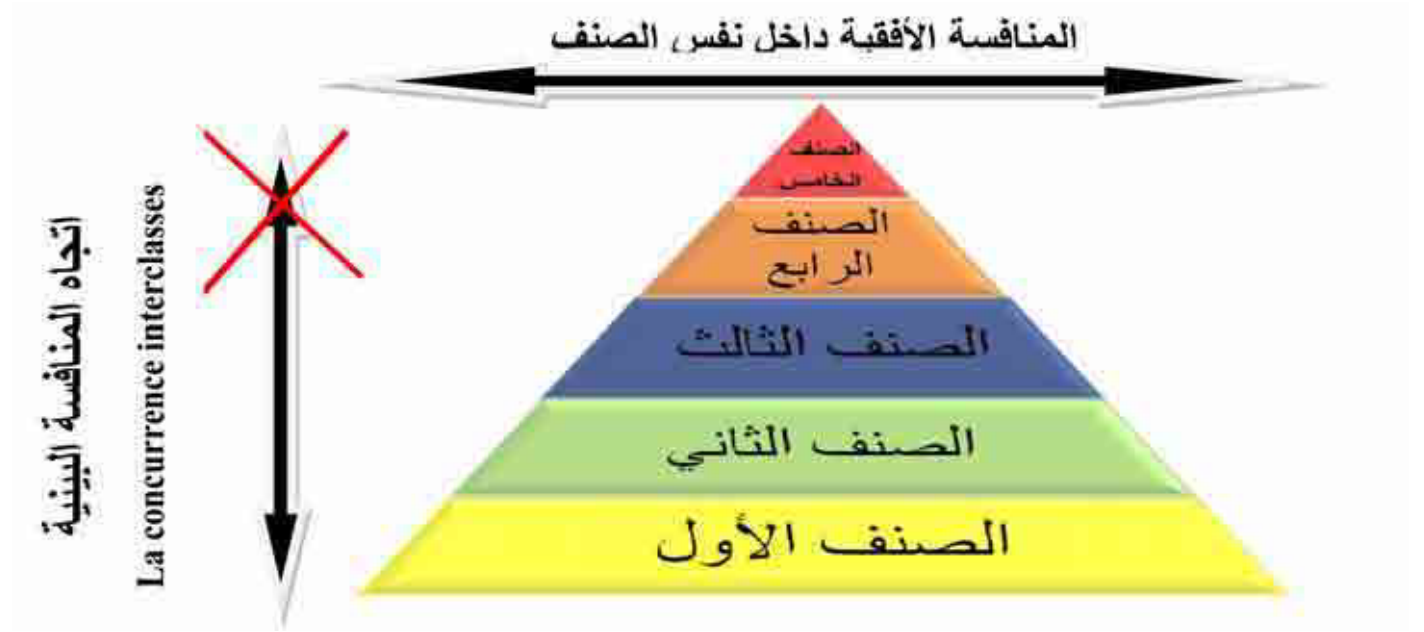 المنافسة الأفقية داخل نفس الصنف
الصنف
الخامس
الصنف
الرابع
الصنف الثالث
الصنف الثاني
الصنف الأول
اتجاه المنافسة البينية
La concurrence interclasses